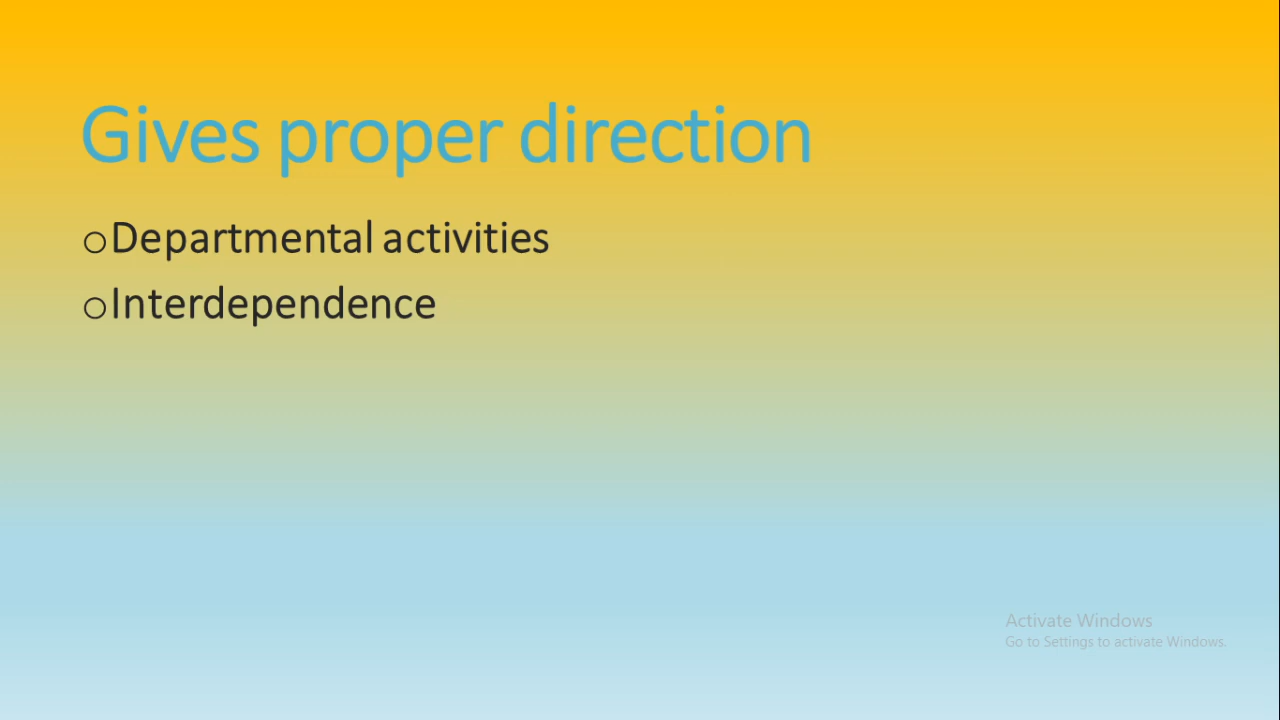 Gives proper direction
oDepartmental activities
oInterdependence
Activate Windows
Go to Settings to activate Windows.